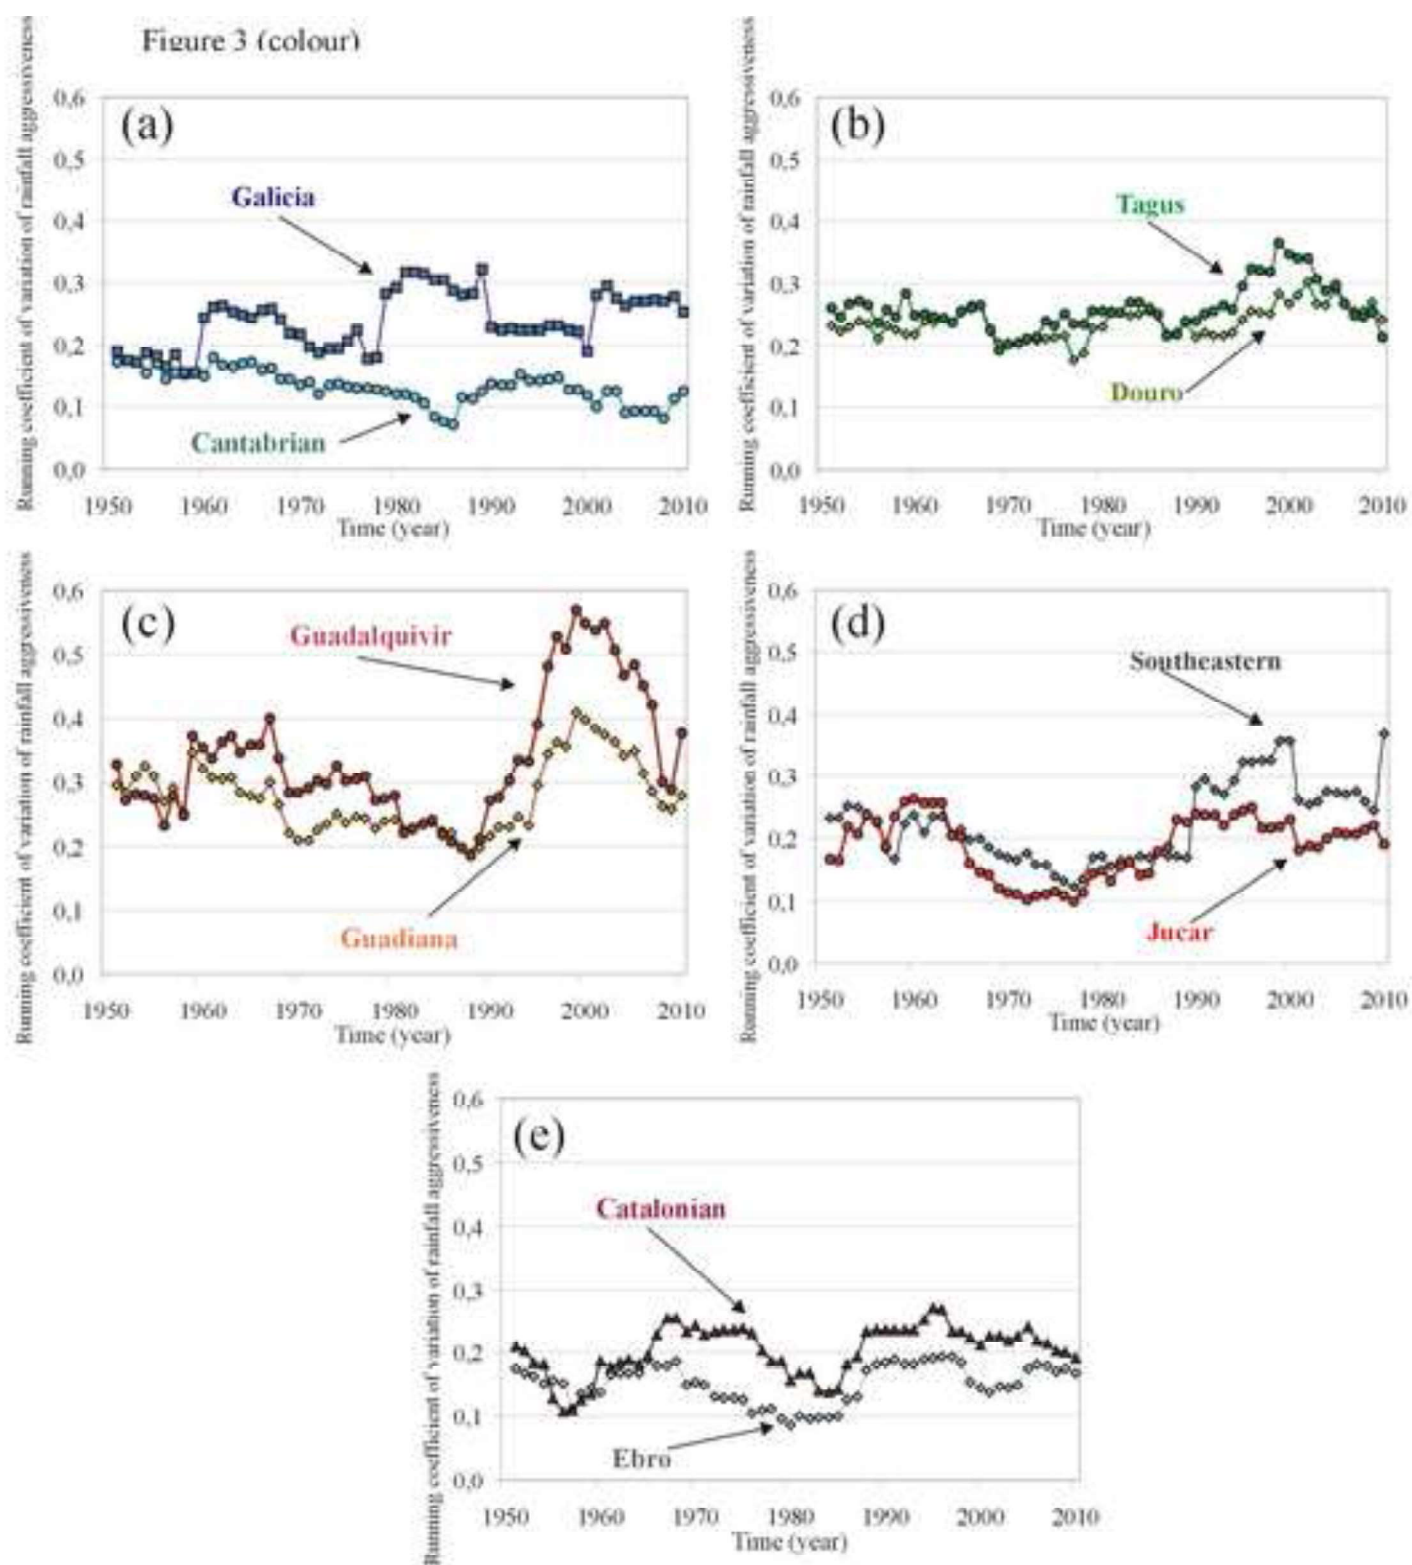 Figure 3 (colour)
Running coefficient of variation of rainfall aggressiveness
0,6
0,5
0,4
0,3
0,2
0,1
0,0
(a)
Galicia
Cantabrian
1950 1960 1970 1980 1990 2000 2010
Time (year)
Running coefficient of variation of rainfall aggressiveness
0,6
0,5
0,4
0,3
0,2
0,1
0,0
(b)
Tagus
Douro
1950 1960 1970 1980 1990 2000 2010
Time (year)
Running coefficient of variation of rainfall aggressiveness
0,6
0,5
0,4
0,3
0,2
0,1
0,0
(c)
Guadalquivir
Guadiana
1950 1960 1970 1980 1990 2000 2010
Time (year)
Running coefficient of variation of rainfall aggressiveness
0,6
0,5
0,4
0,3
0,2
0,1
0,0
(d)
Southeastern
Jucar
1950 1960 1970 1980 1990 2000 2010
Time (year)
Running coefficient of variation of rainfall aggressiveness
0,6
0,5
0,4
0,3
0,2
0,1
0,0
(e)
Catalonian
Ebro
1950 1960 1970 1980 1990 2000 2010
Time (year)